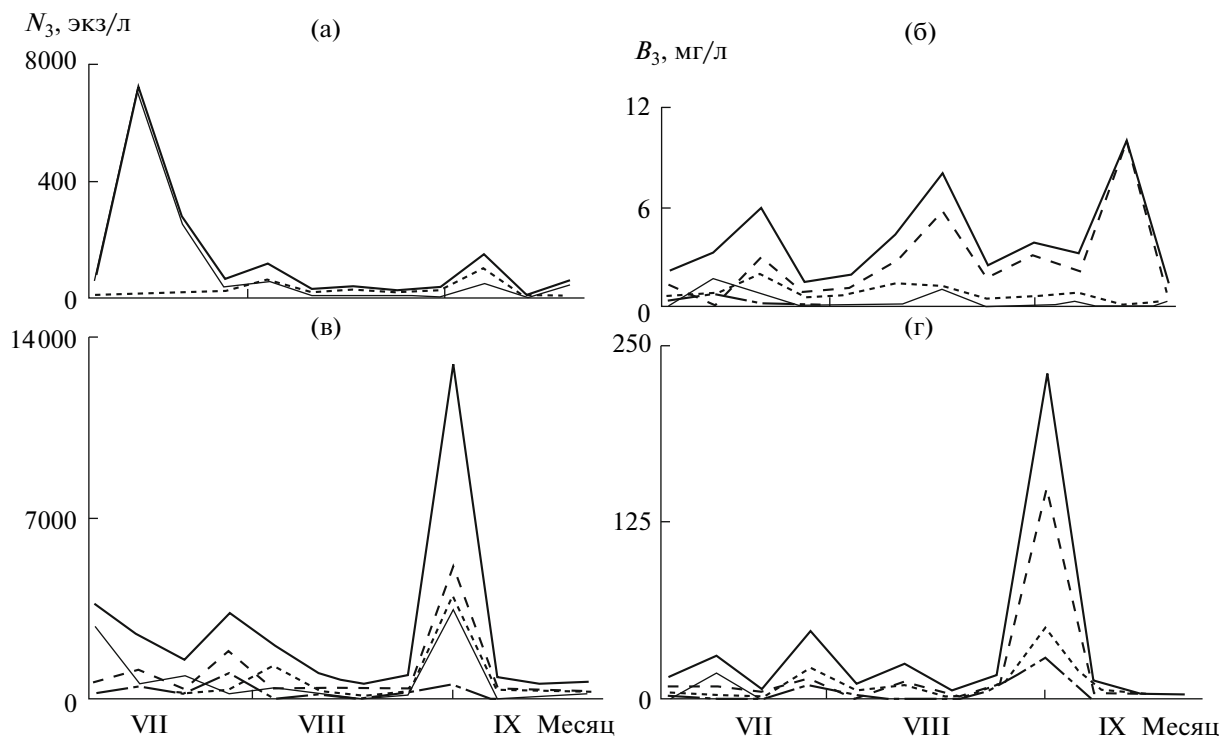 N₃, экз/л
(а)
8000
400
0
(б)
B₃, мг/л
12
6
0
(в)
14000
7000
0
VII VIII IX Месяц
(г)
250
125
0
VII VIII IX Месяц